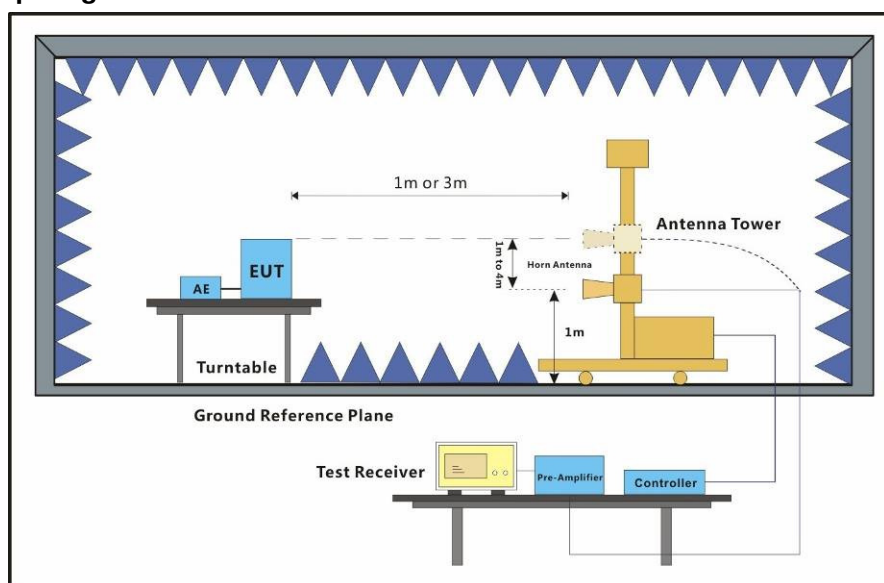 1m or 3m
Antenna Tower
1m to 4m
Horn Antenna
EUT
AE
1m
Turntable
Ground Reference Plane
Test Receiver
Pre-Amplifier
Controller